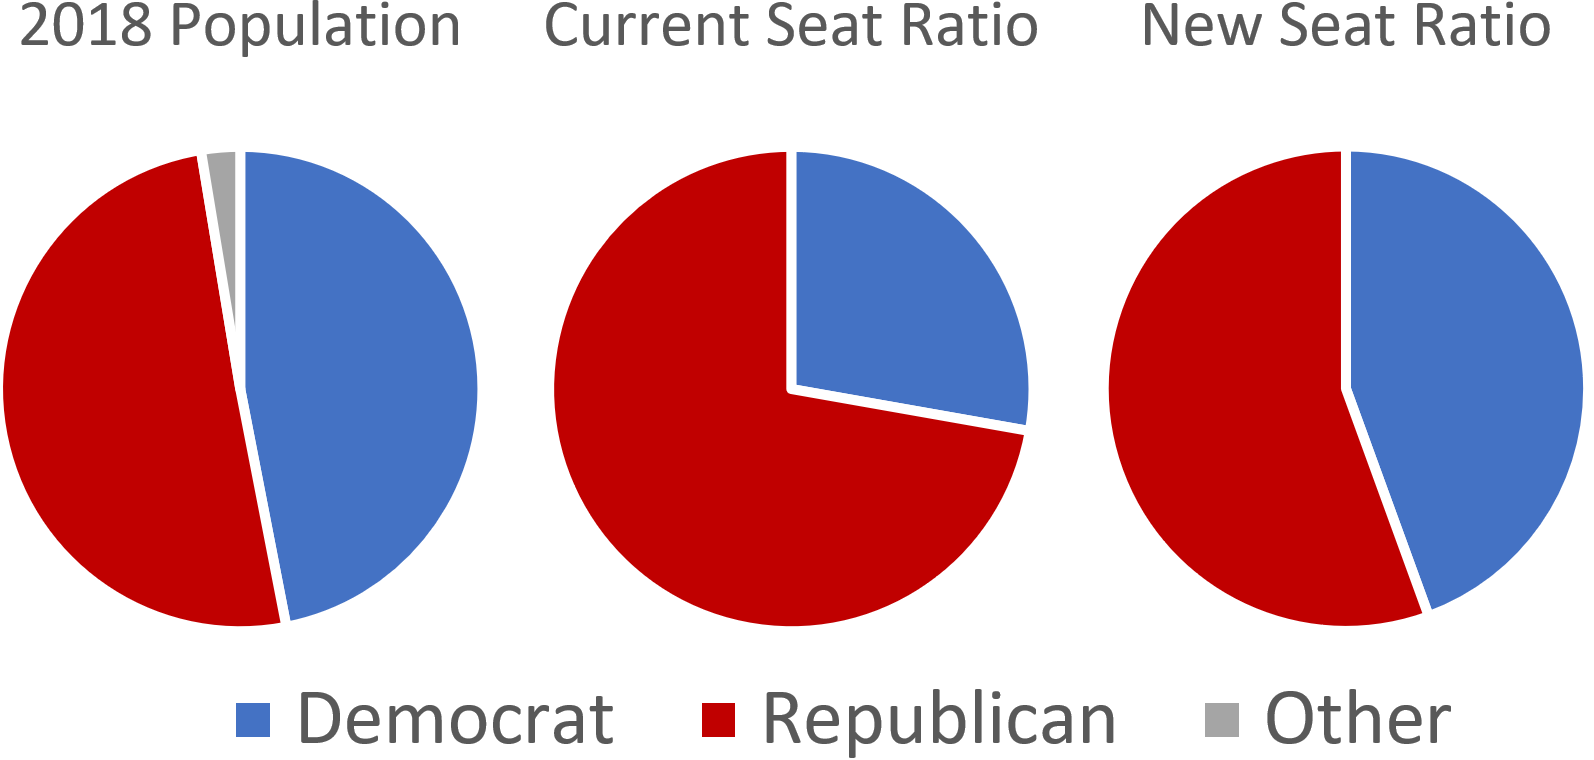 2018 Population Current Seat Ratio New Seat Ratio
Democrat Republican Other